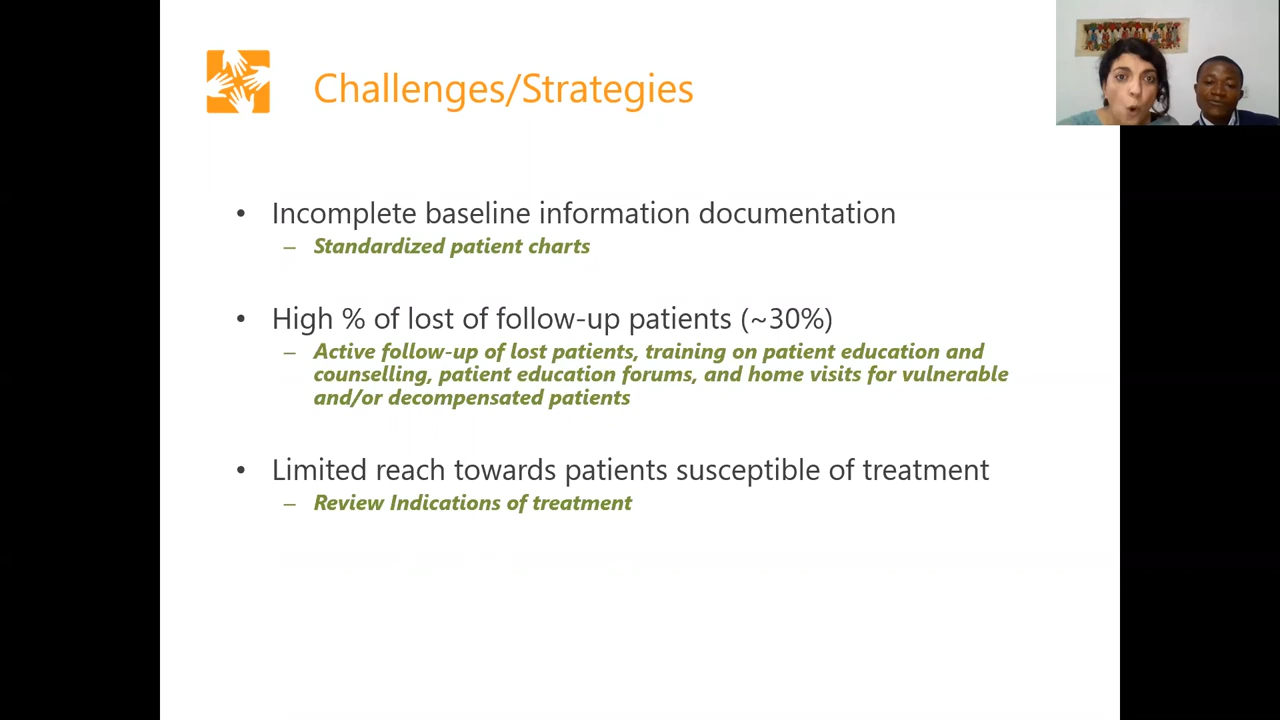 Challenges/Strategies
• Incomplete baseline information documentation
– Standardized patient charts
• High % of lost of follow-up patients (~30%)
– Active follow-up of lost patients, training on patient education and
counselling, patient education forums, and home visits for vulnerable
and/or decompensated patients
• Limited reach towards patients susceptible of treatment
– Review Indications of treatment